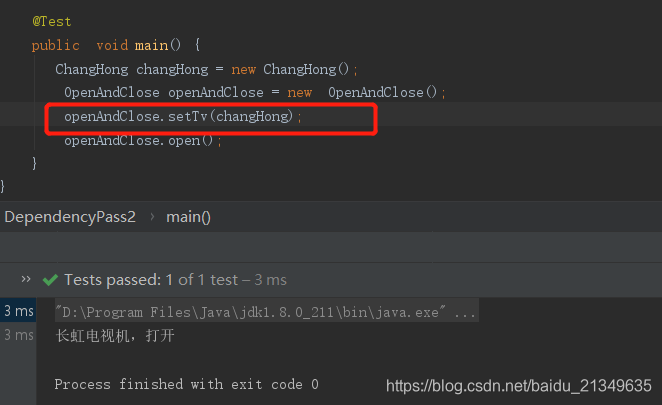 @Test
public  void main() {
ChangHong changHong = new ChangHong();
OpenAndClose openAndClose = new  OpenAndClose();
openAndClose.setTv(changHong);
openAndClose.open();
}
}
DependencyPass2 › main()
» ✔ Tests passed: 1 of 1 test – 3 ms
3 ms "D:\Program Files\Java\jdk1.8.0_211\bin\java.exe" ...
3 ms 长虹电视机，打开
Process finished with exit code 0
https://blog.csdn.net/baidu_21349635